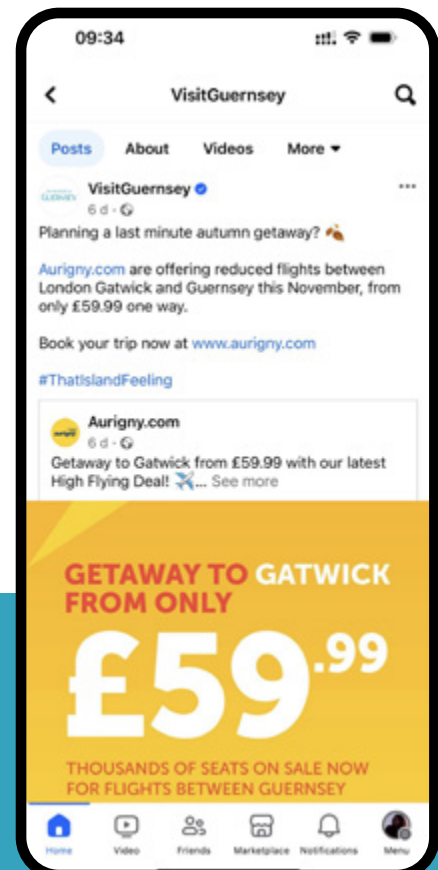 09:34
VisitGuernsey
Posts About Videos More
VisitGuernsey
6 d
Planning a last minute autumn getaway? 🍂
Aurigny.com are offering reduced flights between
London Gatwick and Guernsey this November, from
only £59.99 one way.
Book your trip now at www.aurigny.com
#ThatIslandFeeling
Aurigny.com
6 d
Getaway to Gatwick from £59.99 with our latest
High Flying Deal! ✈️... See more
GETAWAY TO GATWICK
FROM ONLY
£59.99
THOUSANDS OF SEATS ON SALE NOW
FOR FLIGHTS BETWEEN GUERNSEY
Home Video Friends Marketplace Notifications Menu